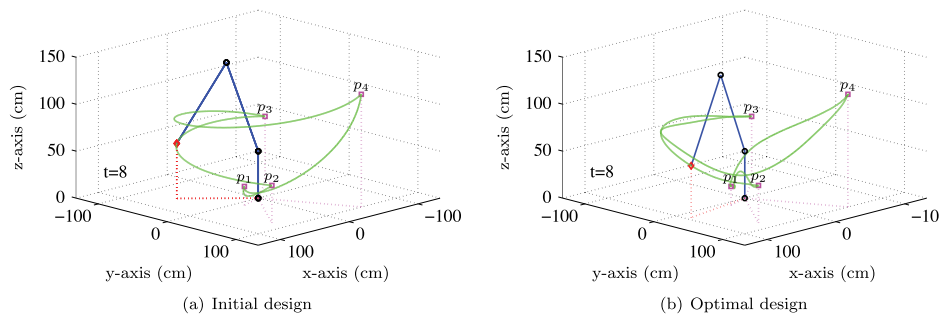 150
100
50
0
z-axis (cm)
−100
0
100
y-axis (cm)
100
0
−100
x-axis (cm)
t=8
p1
p2
p3
p4
(a) Initial design
150
100
50
0
z-axis (cm)
−100
0
100
y-axis (cm)
100
0
−10
x-axis (cm)
t=8
p1
p2
p3
p4
(b) Optimal design